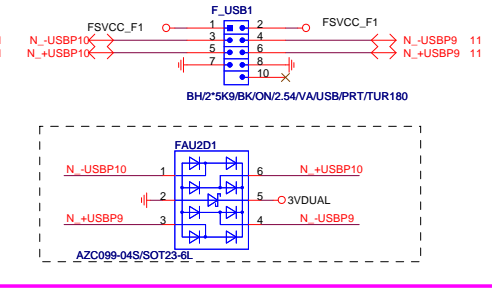 F_USB1
FSVCC_F1 1 2 FSVCC_F1
N_-USBP10 3 4 N_-USBP9 11
N_+USBP10 5 6 N_+USBP9 11
7 8
10
BH/2*5K9/BK/ON/2.54/VA/USB/PRT/TUR180
FAU2D1
N_-USBP10 1 6 N_+USBP10
2 5 3VDUAL
N_+USBP9 3 4 N_-USBP9
AZC099-04S/SOT23-6L